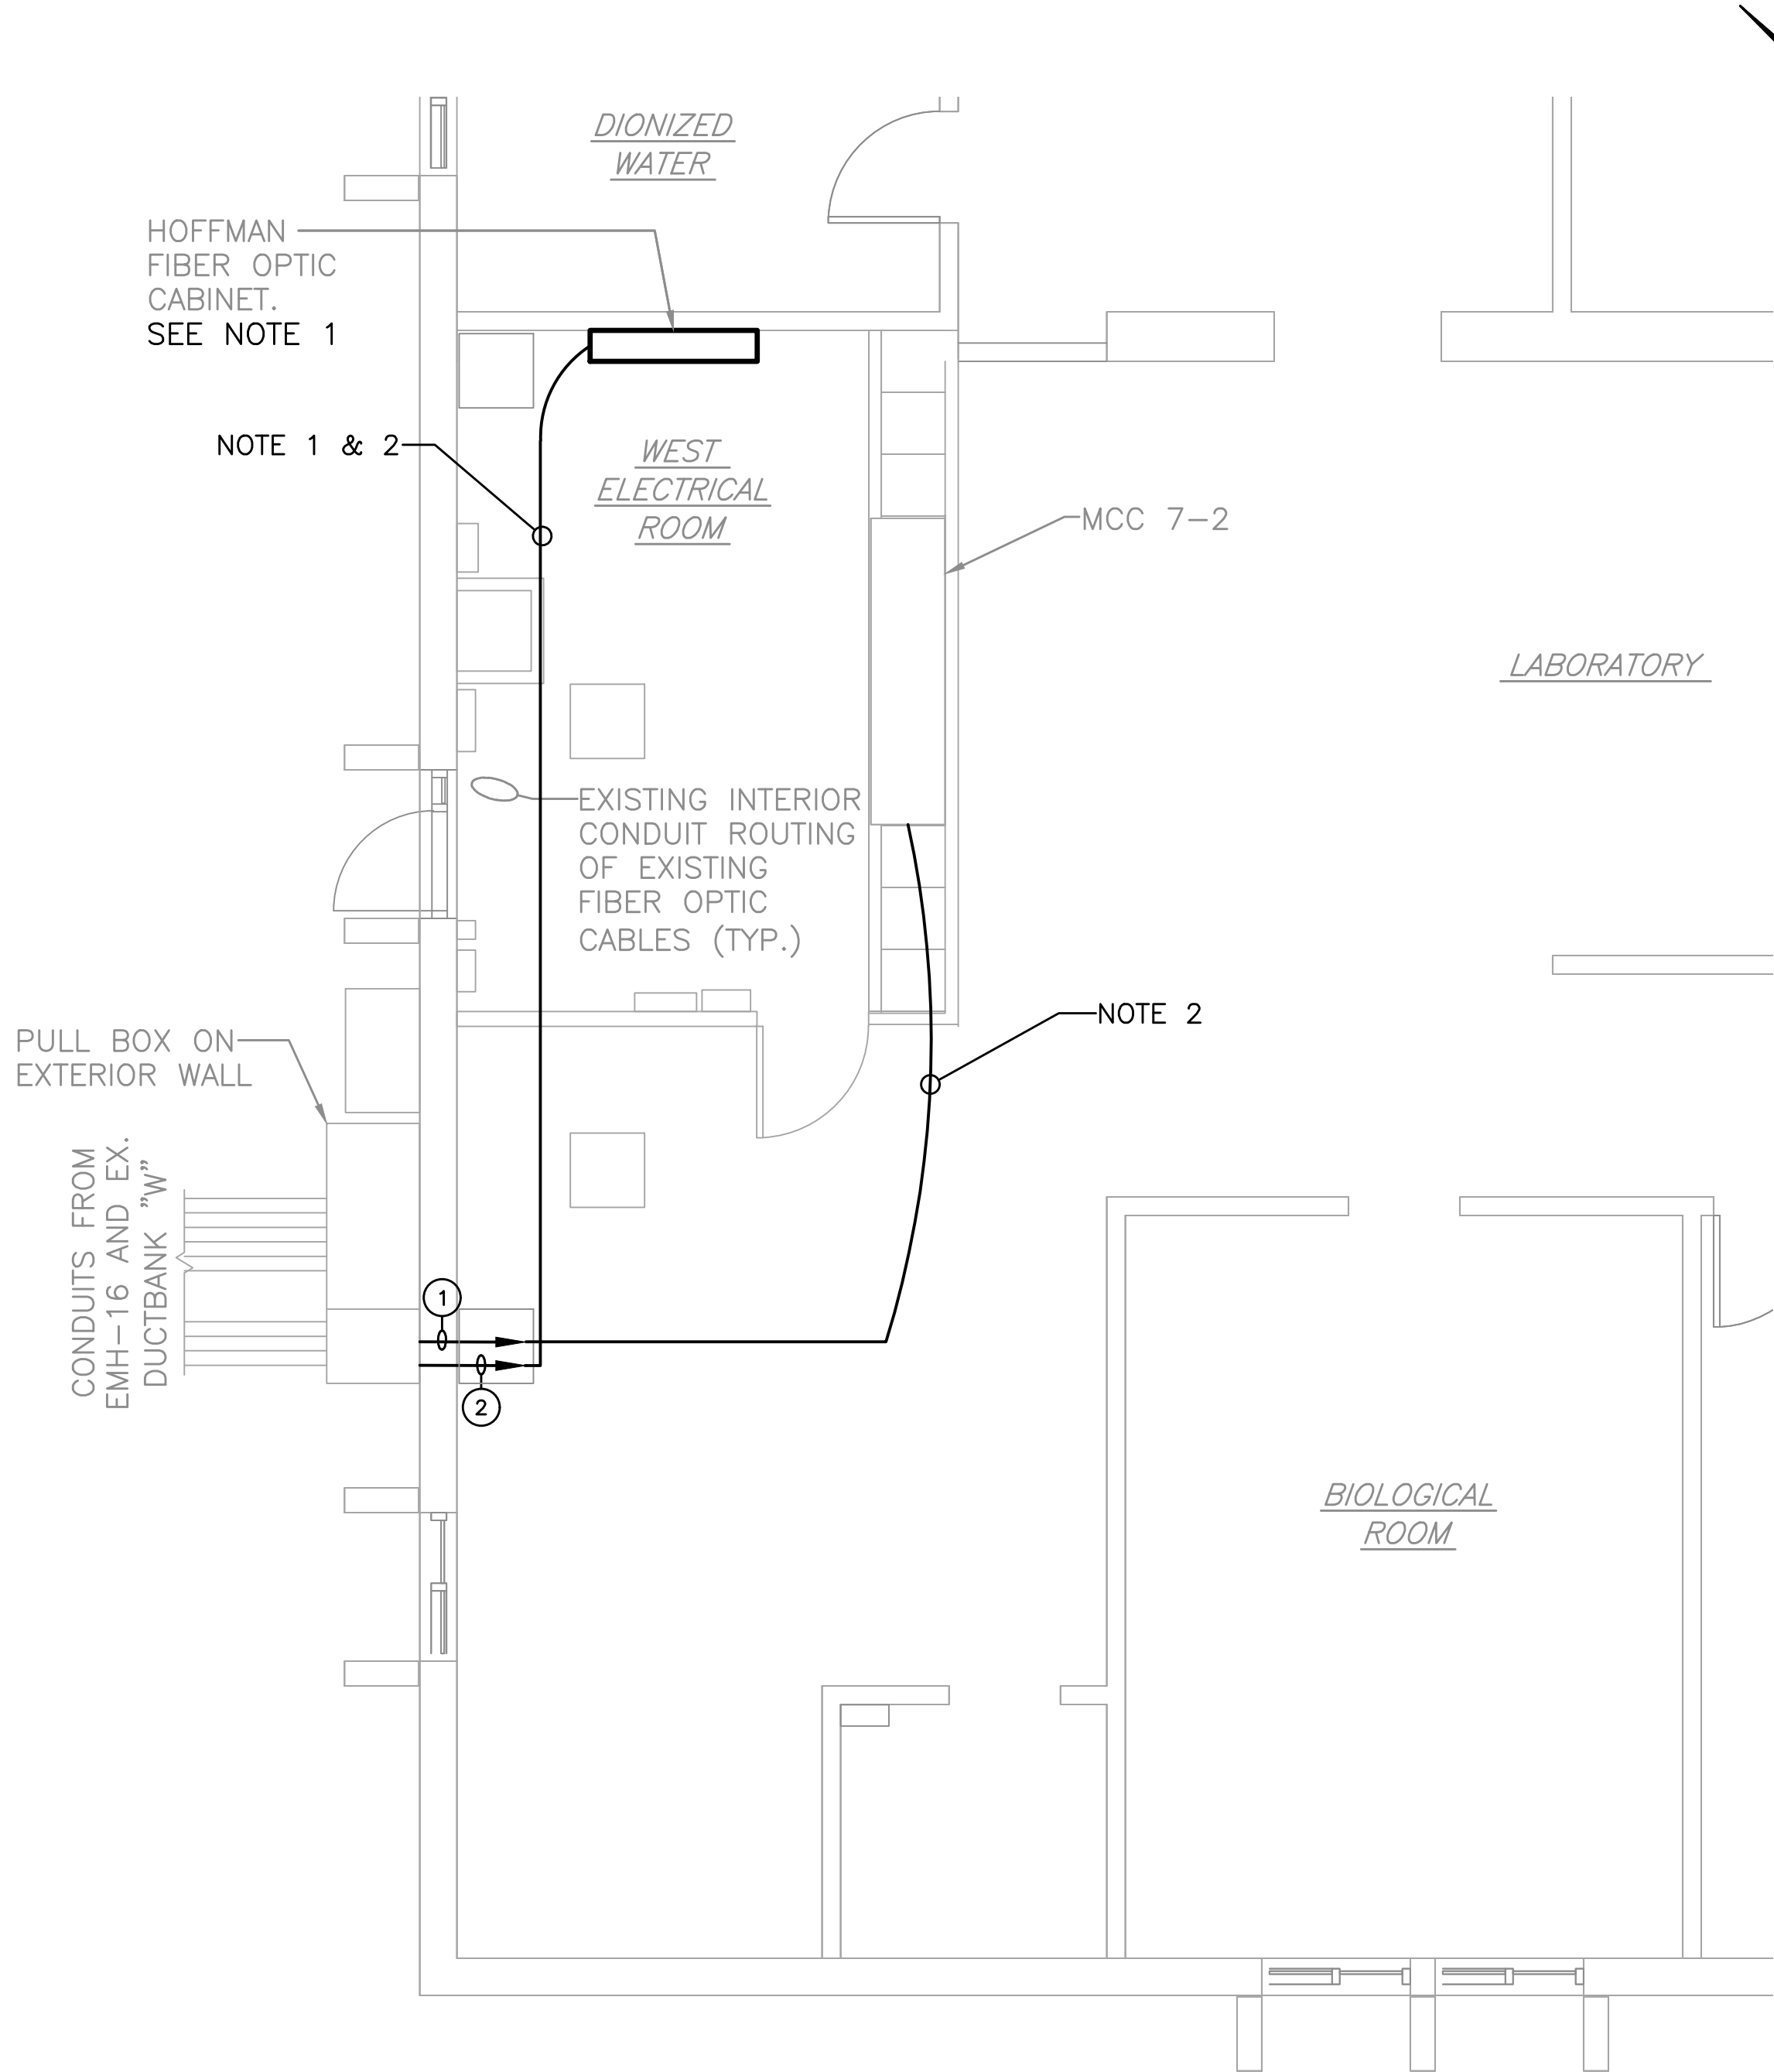 DIONIZED
WATER
HOFFMAN
FIBER OPTIC
CABINET.
SEE NOTE 1
NOTE 1 & 2
WEST
ELECTRICAL
ROOM
MCC 7-2
LABORATORY
EXISTING INTERIOR
CONDUIT ROUTING
OF EXISTING
FIBER OPTIC
CABLES (TYP.)
NOTE 2
PULL BOX ON
EXTERIOR WALL
CONDUITS FROM
EMH-16 AND EX.
DUCTBANK "W"
1
2
BIOLOGICAL
ROOM